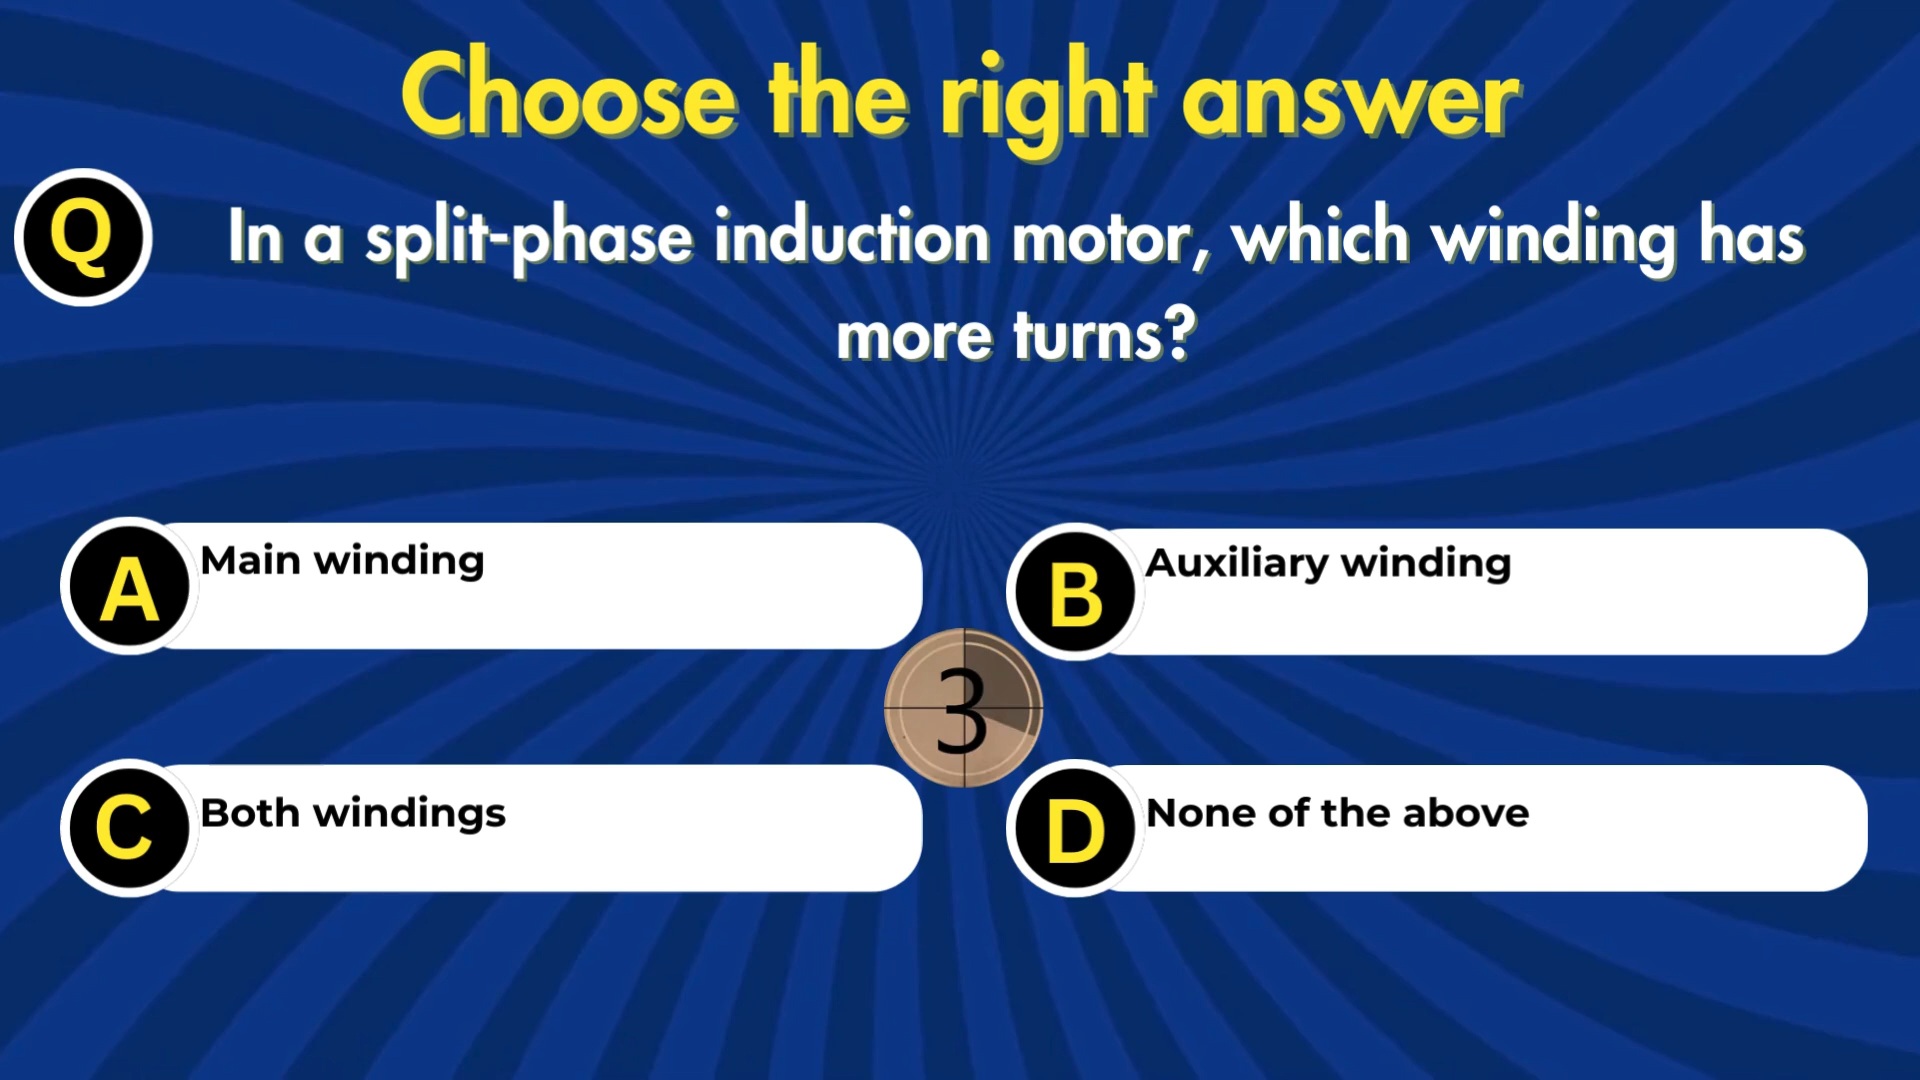 Choose the right answer
Q
In a split-phase induction motor, which winding has
more turns?
A
Main winding
B
Auxiliary winding
3
C
Both windings
D
None of the above